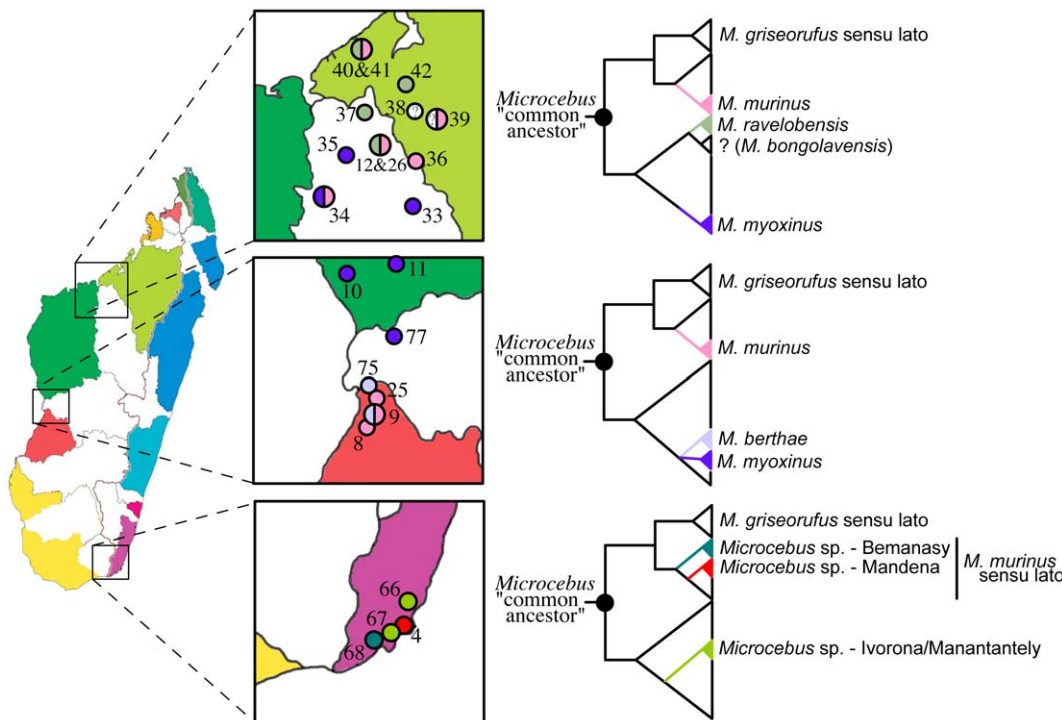 40&41
42
37
38
39
35
12&26
36
34
33
Microcebus
"common
ancestor"
M. griseorufus sensu lato
M. murinus
M. ravelobensis
? (M. bongolavensis)
M. myoxinus
11
10
77
75
25
9
8
Microcebus
"common
ancestor"
M. griseorufus sensu lato
M. murinus
M. berthae
M. myoxinus
66
67
4
68
Microcebus
"common
ancestor"
M. griseorufus sensu lato
Microcebus sp. - Bemanasy
Microcebus sp. - Mandena
M. murinus
sensu lato
Microcebus sp. - Ivorona/Manantantely